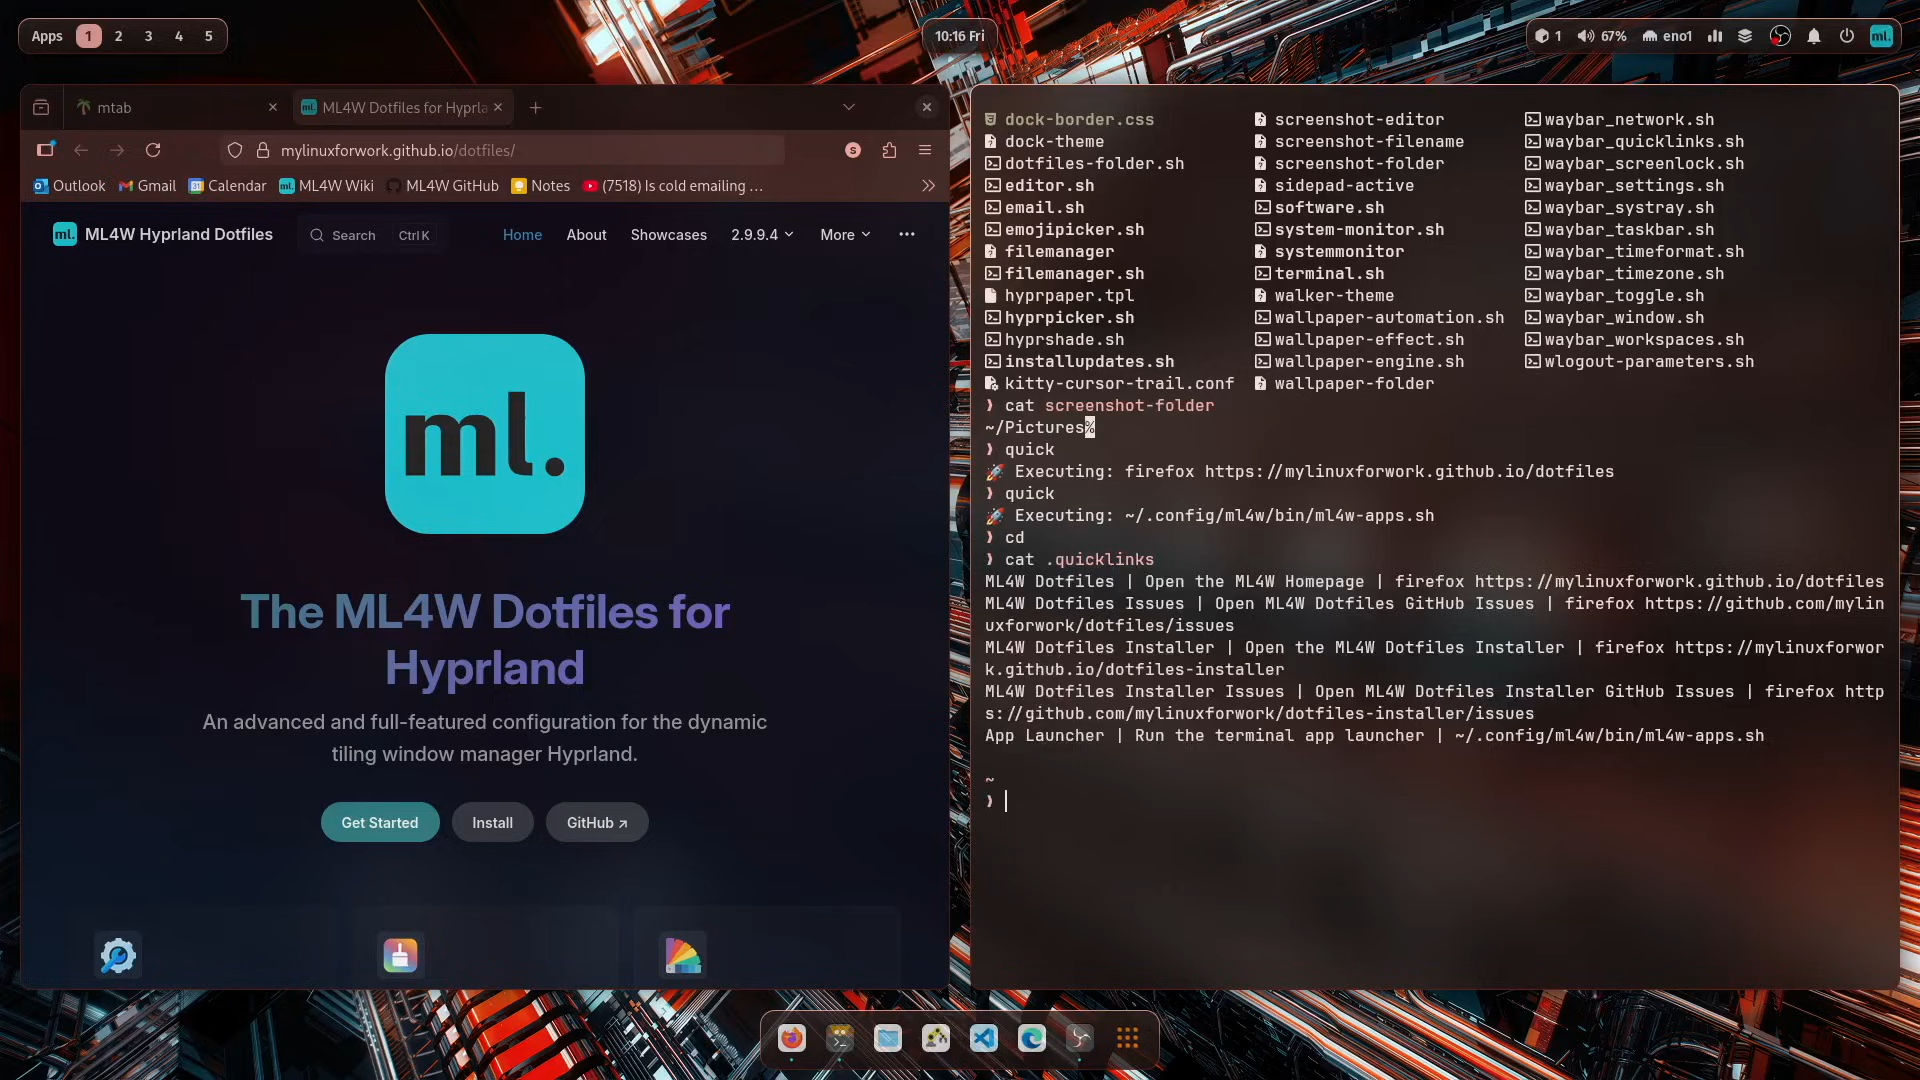 Apps 1 2 3 4 5
10:16 Fri
1 67% eno1 ml.
mtab
ML4W Dotfiles for Hyprla
mylinuxforwork.github.io/dotfiles/
S
Outlook Gmail Calendar ML4W Wiki ML4W GitHub Notes (7518) Is cold emailing …
ml. ML4W Hyprland Dotfiles
Search Ctrl K
Home About Showcases 2.9.9.4 More
ml.
The ML4W Dotfiles for
Hyprland
An advanced and full-featured configuration for the dynamic
tiling window manager Hyprland.
Get Started Install GitHub ↗
dock-border.css screenshot-editor waybar_network.sh
dock-theme screenshot-filename waybar_quicklinks.sh
dotfiles-folder.sh screenshot-folder waybar_screenlock.sh
editor.sh sidepad-active waybar_settings.sh
email.sh software.sh waybar_systray.sh
emojipicker.sh system-monitor.sh waybar_taskbar.sh
filemanager systemmonitor waybar_timeformat.sh
filemanager.sh terminal.sh waybar_timezone.sh
hyprpaper.tpl walker-theme waybar_toggle.sh
hyprpicker.sh wallpaper-automation.sh waybar_window.sh
hyprshade.sh wallpaper-effect.sh waybar_workspaces.sh
installupdates.sh wallpaper-engine.sh wlogout-parameters.sh
kitty-cursor-trail.conf wallpaper-folder
❫ cat screenshot-folder
~/Pictures%
❫ quick
🚀 Executing: firefox https://mylinuxforwork.github.io/dotfiles
❫ quick
🚀 Executing: ~/.config/ml4w/bin/ml4w-apps.sh
❫ cd
❫ cat .quicklinks
ML4W Dotfiles | Open the ML4W Homepage | firefox https://mylinuxforwork.github.io/dotfiles
ML4W Dotfiles Issues | Open ML4W Dotfiles GitHub Issues | firefox https://github.com/mylin
uxforwork/dotfiles/issues
ML4W Dotfiles Installer | Open the ML4W Dotfiles Installer | firefox https://mylinuxforwor
k.github.io/dotfiles-installer
ML4W Dotfiles Installer Issues | Open ML4W Dotfiles Installer GitHub Issues | firefox http
s://github.com/mylinuxforwork/dotfiles-installer/issues
App Launcher | Run the terminal app launcher | ~/.config/ml4w/bin/ml4w-apps.sh
~
❫